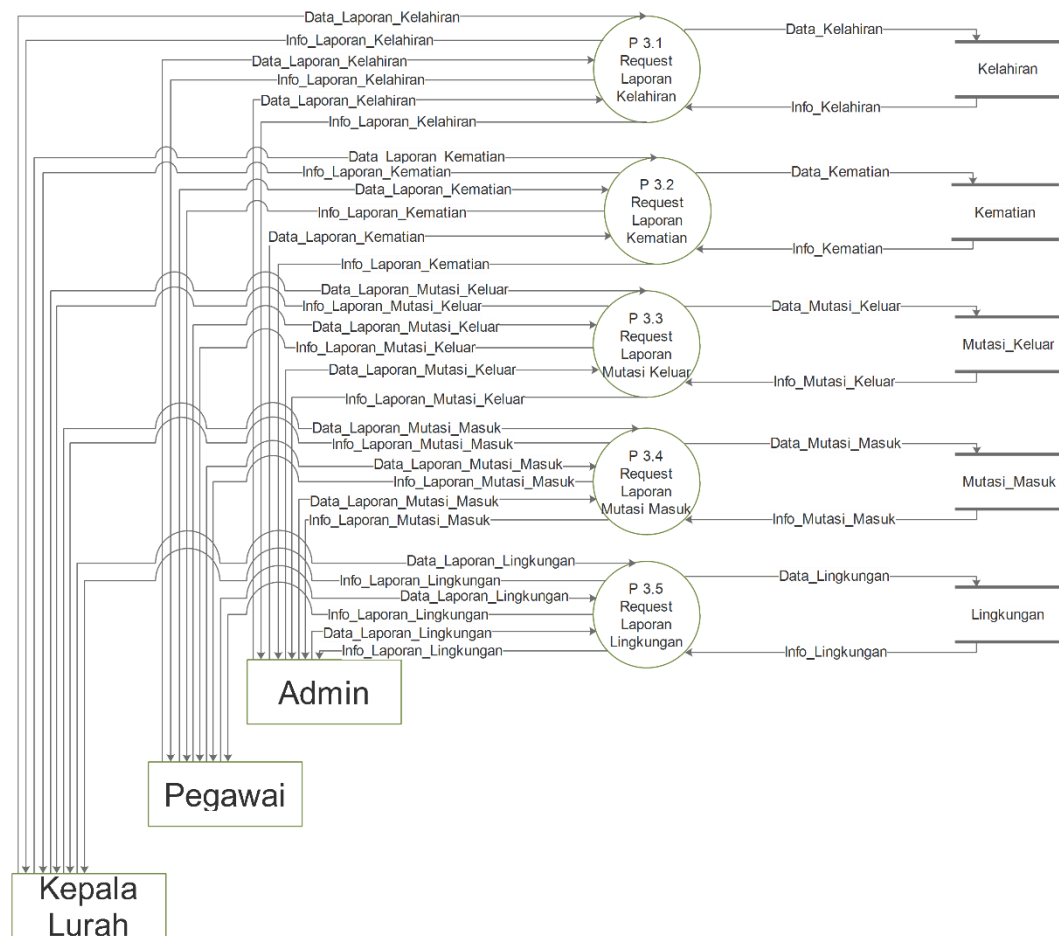 Data_Laporan_Kelahiran
Info_Laporan_Kelahiran
Data_Laporan_Kelahiran
Info_Laporan_Kelahiran
Data_Laporan_Kelahiran
Info_Laporan_Kelahiran
P 3.1
Request
Laporan
Kelahiran
Data_Kelahiran
Kelahiran
Info_Kelahiran
Data_Laporan_Kematian
Info_Laporan_Kematian
Data_Laporan_Kematian
Info_Laporan_Kematian
Data_Laporan_Kematian
Info_Laporan_Kematian
P 3.2
Request
Laporan
Kematian
Data_Kematian
Kematian
Info_Kematian
Data_Laporan_Mutasi_Keluar
Info_Laporan_Mutasi_Keluar
Data_Laporan_Mutasi_Keluar
Info_Laporan_Mutasi_Keluar
Data_Laporan_Mutasi_Keluar
Info_Laporan_Mutasi_Keluar
P 3.3
Request
Laporan
Mutasi Keluar
Data_Mutasi_Keluar
Mutasi_Keluar
Info_Mutasi_Keluar
Data_Laporan_Mutasi_Masuk
Info_Laporan_Mutasi_Masuk
Data_Laporan_Mutasi_Masuk
Info_Laporan_Mutasi_Masuk
Data_Laporan_Mutasi_Masuk
Info_Laporan_Mutasi_Masuk
P 3.4
Request
Laporan
Mutasi Masuk
Data_Mutasi_Masuk
Mutasi_Masuk
Info_Mutasi_Masuk
Data_Laporan_Lingkungan
Info_Laporan_Lingkungan
Data_Laporan_Lingkungan
Info_Laporan_Lingkungan
Data_Laporan_Lingkungan
Info_Laporan_Lingkungan
P 3.5
Request
Laporan
Lingkungan
Data_Lingkungan
Lingkungan
Info_Lingkungan
Admin
Pegawai
Kepala
Lurah